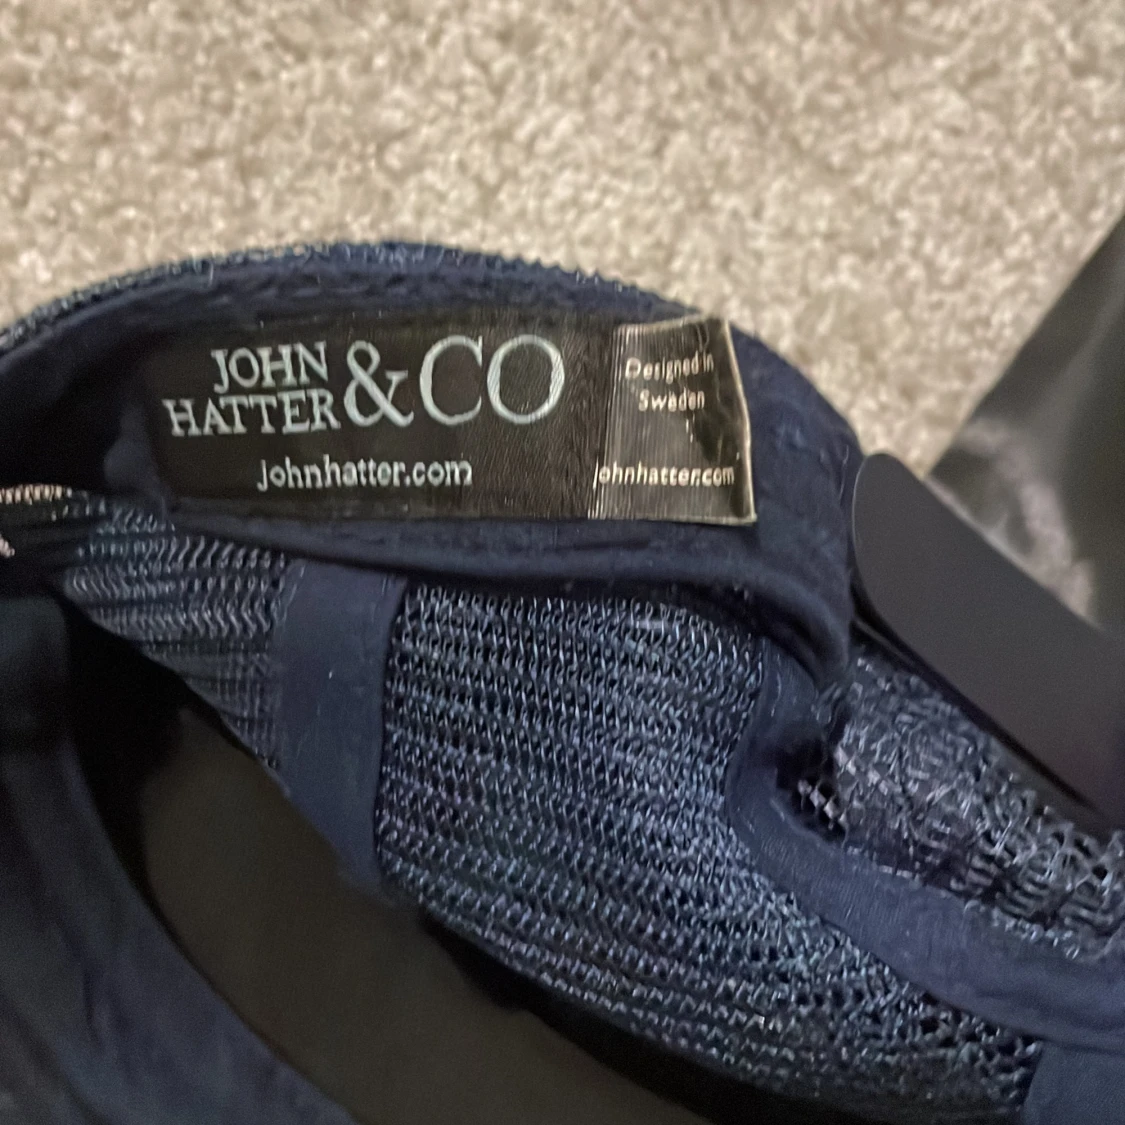 JOHN
HATTER & CO
johnhatter.com
Designed in
Sweden
johnhatter.com